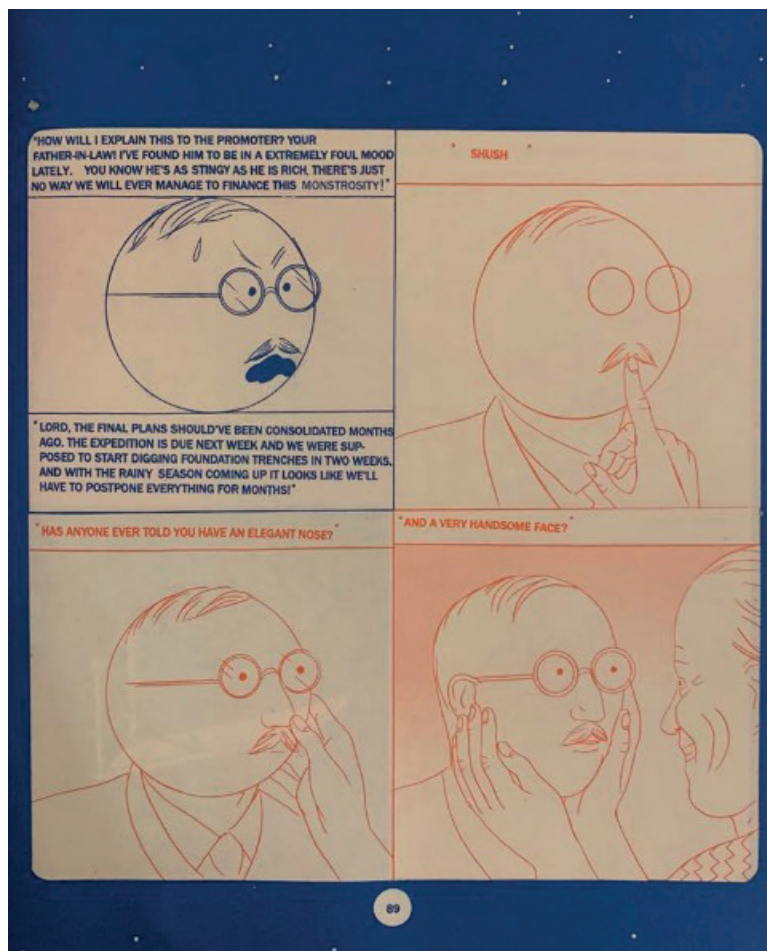 "HOW WILL I EXPLAIN THIS TO THE PROMOTER? YOUR
FATHER-IN-LAW! I'VE FOUND HIM TO BE IN A EXTREMELY FOUL MOOD
LATELY. YOU KNOW HE'S AS STINGY AS HE IS RICH. THERE'S JUST
NO WAY WE WILL EVER MANAGE TO FINANCE THIS MONSTROSITY!"
"LORD, THE FINAL PLANS SHOULD'VE BEEN CONSOLIDATED MONTHS
AGO. THE EXPEDITION IS DUE NEXT WEEK AND WE WERE SUP-
POSED TO START DIGGING FOUNDATION TRENCHES IN TWO WEEKS.
AND WITH THE RAINY SEASON COMING UP IT LOOKS LIKE WE'LL
HAVE TO POSTPONE EVERYTHING FOR MONTHS!"
" SHUSH "
"HAS ANYONE EVER TOLD YOU HAVE AN ELEGANT NOSE?"
"AND A VERY HANDSOME FACE?"
89